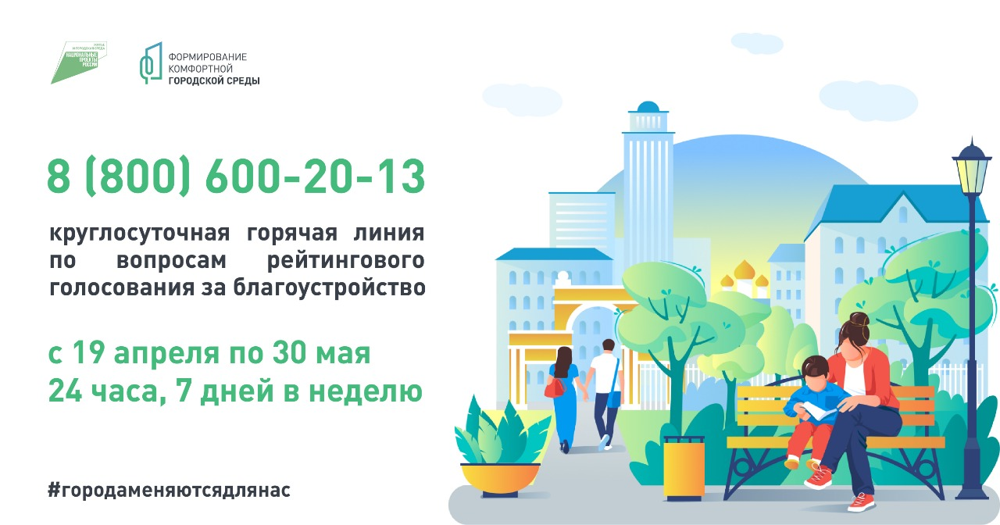 ЖИЛЬЕ
И ГОРОДСКАЯ СРЕДА
НАЦИОНАЛЬНЫЕ
ПРОЕКТЫ
РОССИИ
ФОРМИРОВАНИЕ
КОМФОРТНОЙ
ГОРОДСКОЙ СРЕДЫ
8 (800) 600-20-13
круглосуточная горячая линия
по вопросам рейтингового
голосования за благоустройство
с 19 апреля по 30 мая
24 часа, 7 дней в неделю
#городаменяютсядлянас